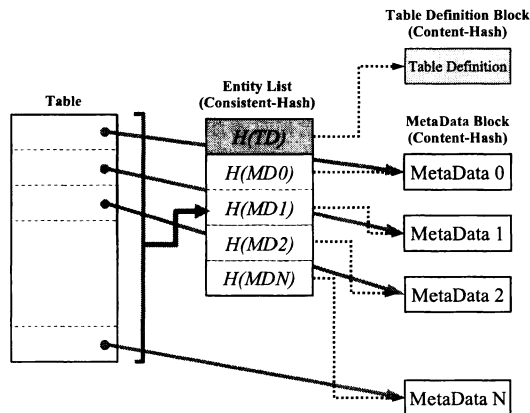 Table Definition Block
(Content-Hash)
Table Definition
Entity List
(Consistent-Hash)
Table
MetaData Block
(Content-Hash)
H(TD)
H(MD0)
H(MD1)
H(MD2)
H(MDN)
MetaData 0
MetaData 1
MetaData 2
MetaData N